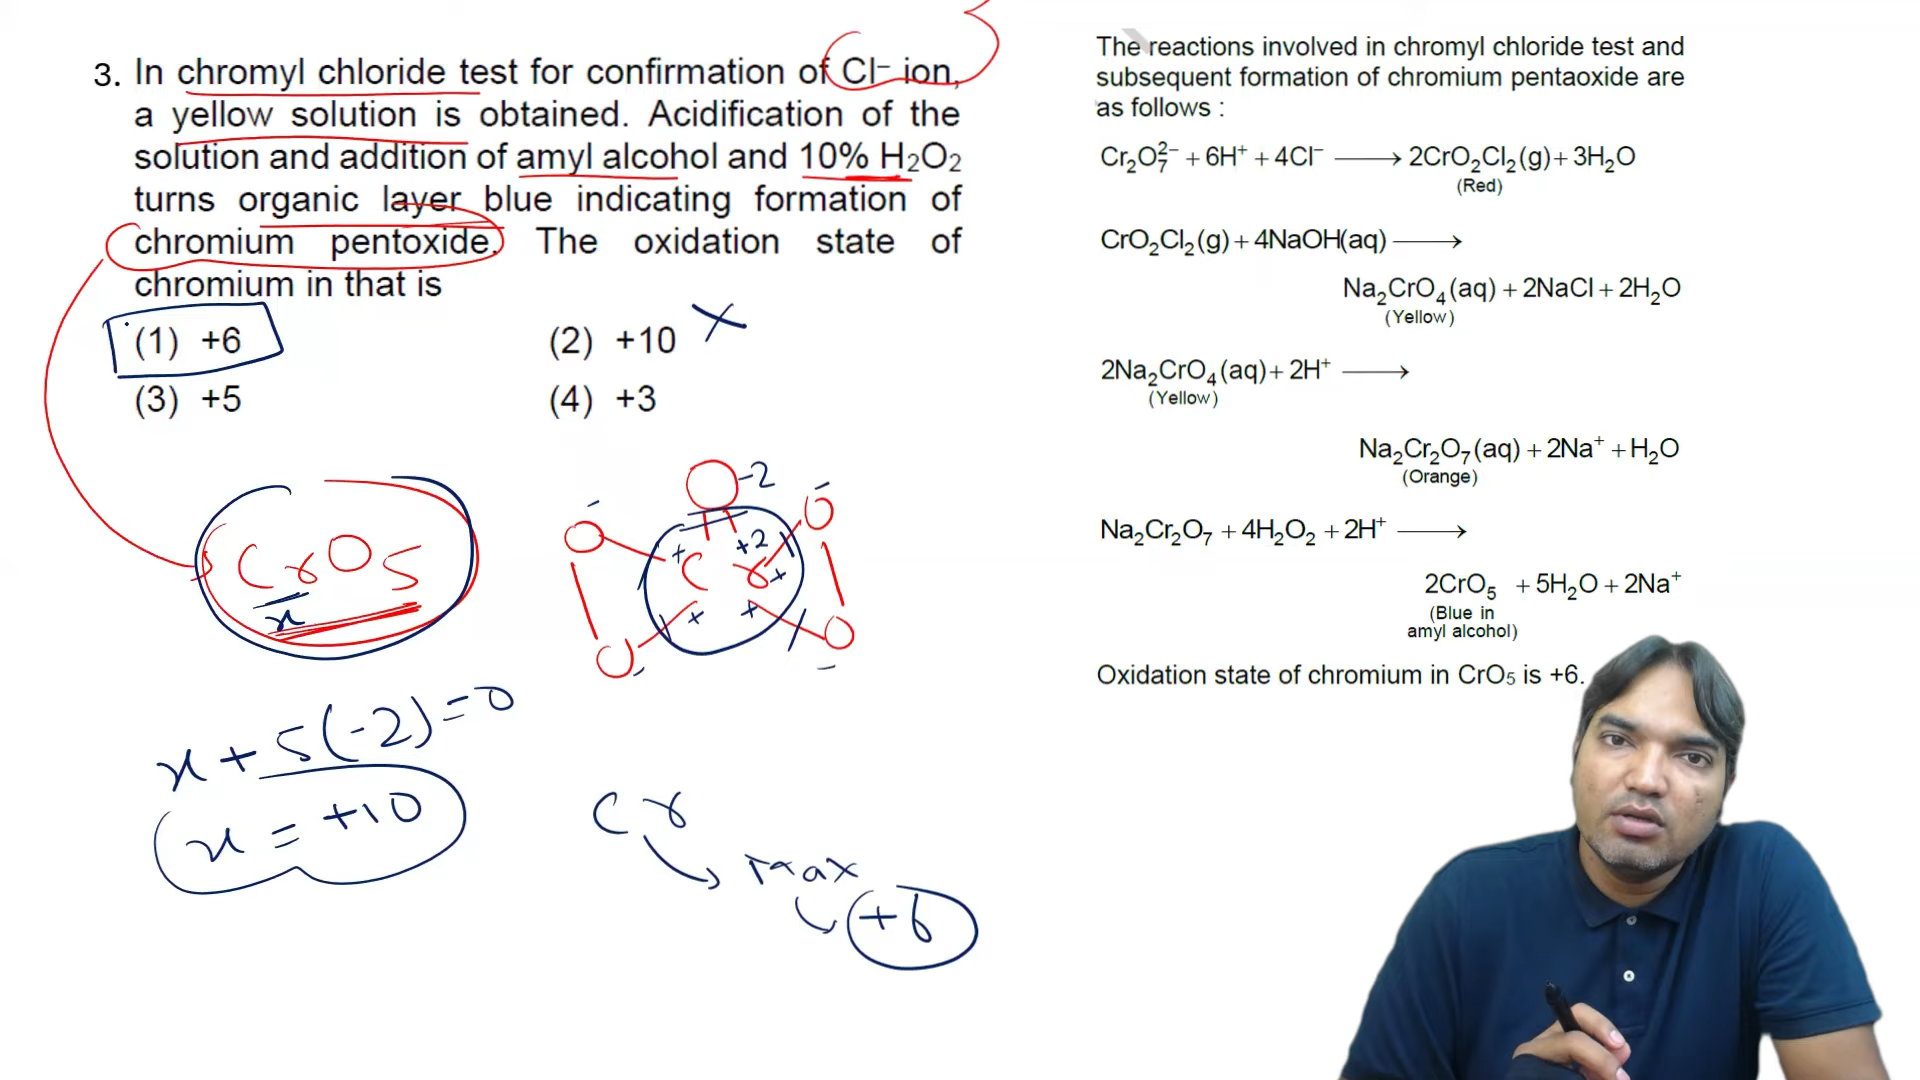 3. In chromyl chloride test for confirmation of Cl⁻ ion,
a yellow solution is obtained. Acidification of the
solution and addition of amyl alcohol and 10% H₂O₂
turns organic layer blue indicating formation of
chromium pentoxide. The oxidation state of
chromium in that is
(1) +6
(2) +10
(3) +5
(4) +3
CrO5
x
x + 5(-2) = 0
x = +10
O -2
O -
O -
Cr
+2
+ + + +
O -
O -
Cr
Max
+6
The reactions involved in chromyl chloride test and
subsequent formation of chromium pentaoxide are
as follows :
Cr₂O₇²⁻ + 6H⁺ + 4Cl⁻ ⟶ 2CrO₂Cl₂(g) + 3H₂O
(Red)
CrO₂Cl₂(g) + 4NaOH(aq) ⟶
Na₂CrO₄(aq) + 2NaCl + 2H₂O
(Yellow)
2Na₂CrO₄(aq) + 2H⁺ ⟶
(Yellow)
Na₂Cr₂O₇(aq) + 2Na⁺ + H₂O
(Orange)
Na₂Cr₂O₇ + 4H₂O₂ + 2H⁺ ⟶
2CrO₅ + 5H₂O + 2Na⁺
(Blue in
amyl alcohol)
Oxidation state of chromium in CrO₅ is +6.